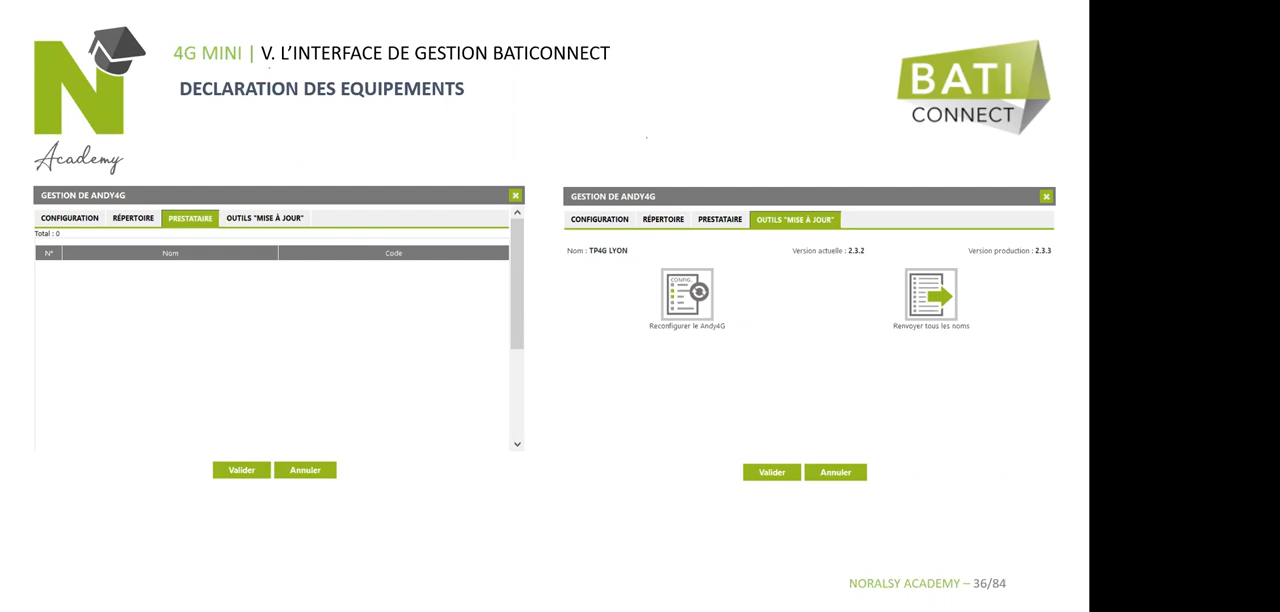 N
Academy
4G MINI | V. L'INTERFACE DE GESTION BATICONNECT
DECLARATION DES EQUIPEMENTS
BATI
CONNECT
GESTION DE ANDY4G
CONFIGURATION RÉPERTOIRE PRESTATAIRE OUTILS "MISE À JOUR"
Total : 0
N° Nom Code
Valider Annuler
GESTION DE ANDY4G
CONFIGURATION RÉPERTOIRE PRESTATAIRE OUTILS "MISE À JOUR"
Nom : TP4G LYON Version actuelle : 2.3.2 Version production : 2.3.3
CONFIG.
Reconfigurer le Andy4G Renvoyer tous les noms
Valider Annuler
NORALSY ACADEMY – 36/84